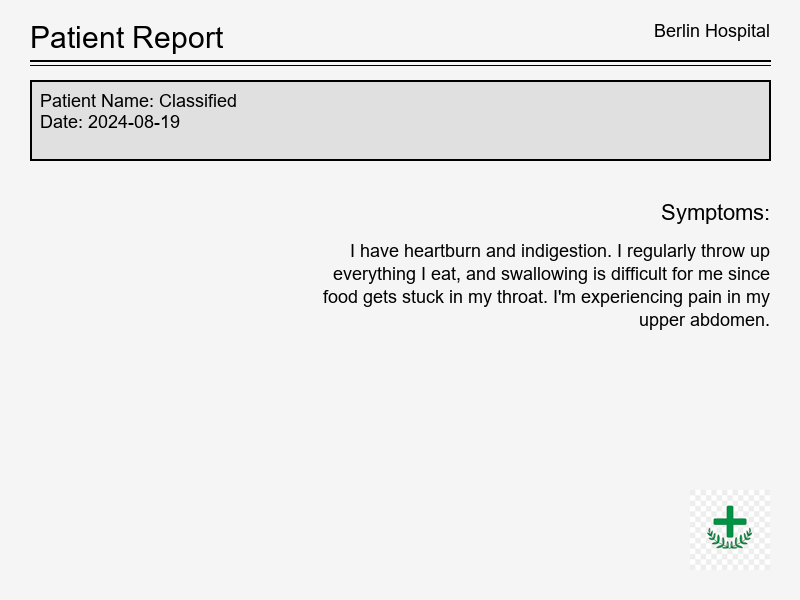 Patient Report
Berlin Hospital
Patient Name: Classified
Date: 2024-08-19
Symptoms:
I have heartburn and indigestion. I regularly throw up
everything I eat, and swallowing is difficult for me since
food gets stuck in my throat. I'm experiencing pain in my
upper abdomen.